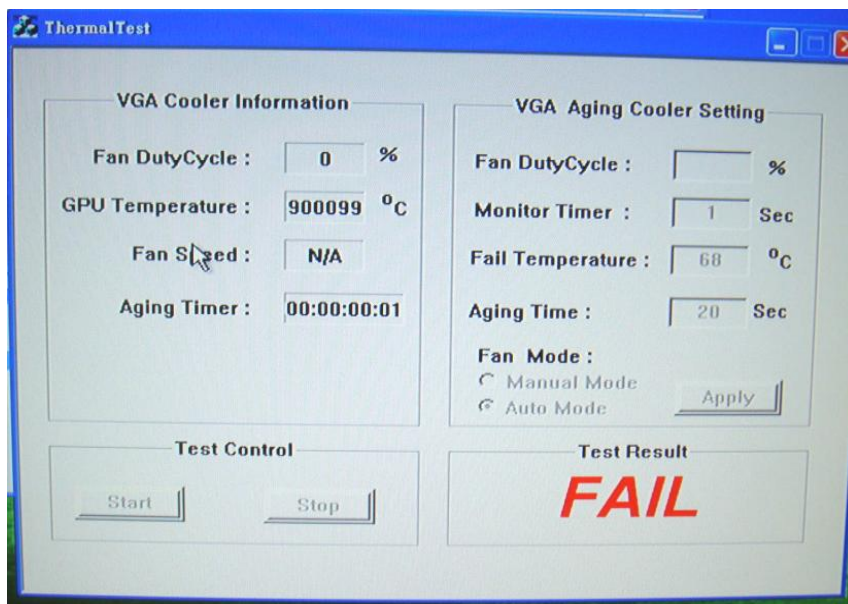 ThermalTest
VGA Cooler Information
Fan DutyCycle : 0 %
GPU Temperature : 900099 ºC
Fan Speed : N/A
Aging Timer : 00:00:00:01
VGA Aging Cooler Setting
Fan DutyCycle : %
Monitor Timer : 1 Sec
Fail Temperature : 68 ºC
Aging Time : 20 Sec
Fan Mode :
Manual Mode
Auto Mode
Apply
Test Control
Start Stop
Test Result
FAIL